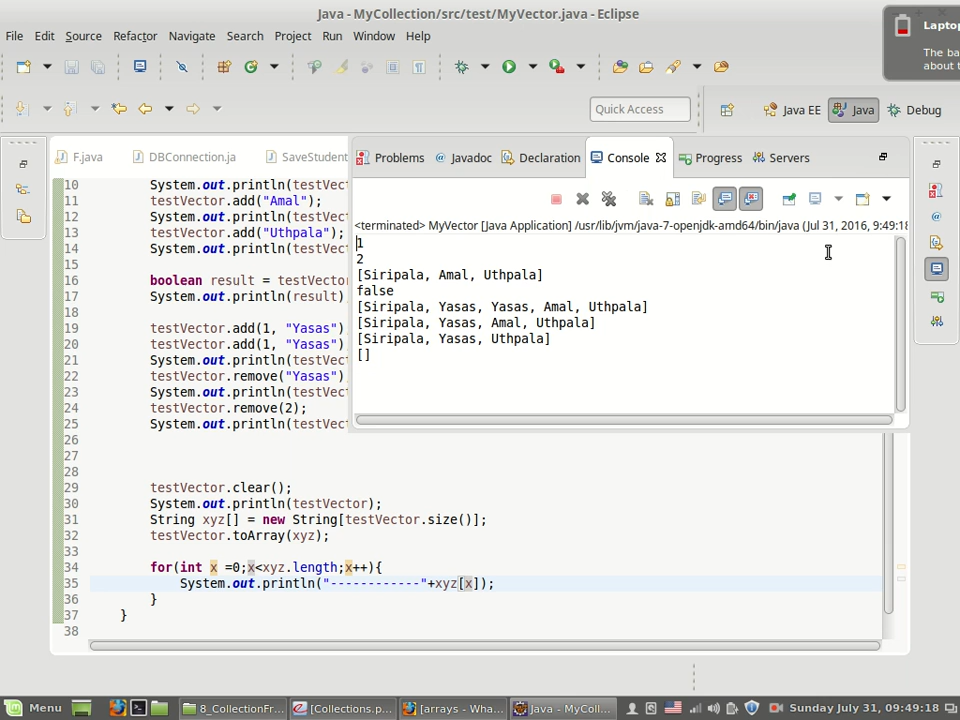 Java - MyCollection/src/test/MyVector.java - Eclipse
Laptop
The ba
about t
File Edit Source Refactor Navigate Search Project Run Window Help
Quick Access
Java EE
Java
Debug
F.java
DBConnection.ja
SaveStudent
Problems
Javadoc
Declaration
Console
Progress
Servers
<terminated> MyVector [Java Application] /usr/lib/jvm/java-7-openjdk-amd64/bin/java (Jul 31, 2016, 9:49:18
1
2
[Siripala, Amal, Uthpala]
false
[Siripala, Yasas, Yasas, Amal, Uthpala]
[Siripala, Yasas, Amal, Uthpala]
[Siripala, Yasas, Uthpala]
[]
10 System.out.println(testVect
11 testVector.add("Amal");
12 System.out.println(testVect
13 testVector.add("Uthpala");
14 System.out.println(testVect
15
16 boolean result = testVector
17 System.out.println(result)
18
19 testVector.add(1, "Yasas")
20 testVector.add(1, "Yasas")
21 System.out.println(testVect
22 testVector.remove("Yasas")
23 System.out.println(testVect
24 testVector.remove(2);
25 System.out.println(testVect
26
27
28
29 testVector.clear();
30 System.out.println(testVector);
31 String xyz[] = new String[testVector.size()];
32 testVector.toArray(xyz);
33
34 for(int x =0;x<xyz.length;x++){
35 System.out.println("------------"+xyz[x]);
36 }
37 }
38
Menu
8_CollectionFr...
[Collections.p...
[arrays - Wha...
Java - MyColl...
Sunday July 31, 09:49:18